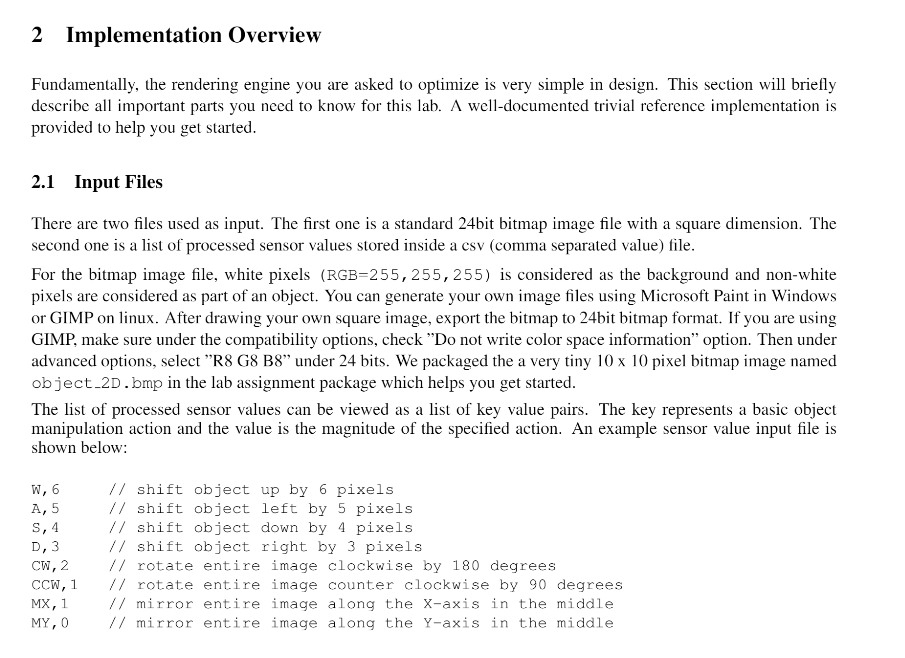 2 Implementation Overview
Fundamentally, the rendering engine you are asked to optimize is very simple in design. This section will briefly
describe all important parts you need to know for this lab. A well-documented trivial reference implementation is
provided to help you get started.
2.1 Input Files
There are two files used as input. The first one is a standard 24bit bitmap image file with a square dimension. The
second one is a list of processed sensor values stored inside a csv (comma separated value) file.
For the bitmap image file, white pixels (RGB=255,255,255) is considered as the background and non-white
pixels are considered as part of an object. You can generate your own image files using Microsoft Paint in Windows
or GIMP on linux. After drawing your own square image, export the bitmap to 24bit bitmap format. If you are using
GIMP, make sure under the compatibility options, check ”Do not write color space information” option. Then under
advanced options, select ”R8 G8 B8” under 24 bits. We packaged the a very tiny 10 x 10 pixel bitmap image named
object_2D.bmp in the lab assignment package which helps you get started.
The list of processed sensor values can be viewed as a list of key value pairs. The key represents a basic object
manipulation action and the value is the magnitude of the specified action. An example sensor value input file is
shown below:
W,6 // shift object up by 6 pixels
A,5 // shift object left by 5 pixels
S,4 // shift object down by 4 pixels
D,3 // shift object right by 3 pixels
CW,2 // rotate entire image clockwise by 180 degrees
CCW,1 // rotate entire image counter clockwise by 90 degrees
MX,1 // mirror entire image along the X-axis in the middle
MY,0 // mirror entire image along the Y-axis in the middle